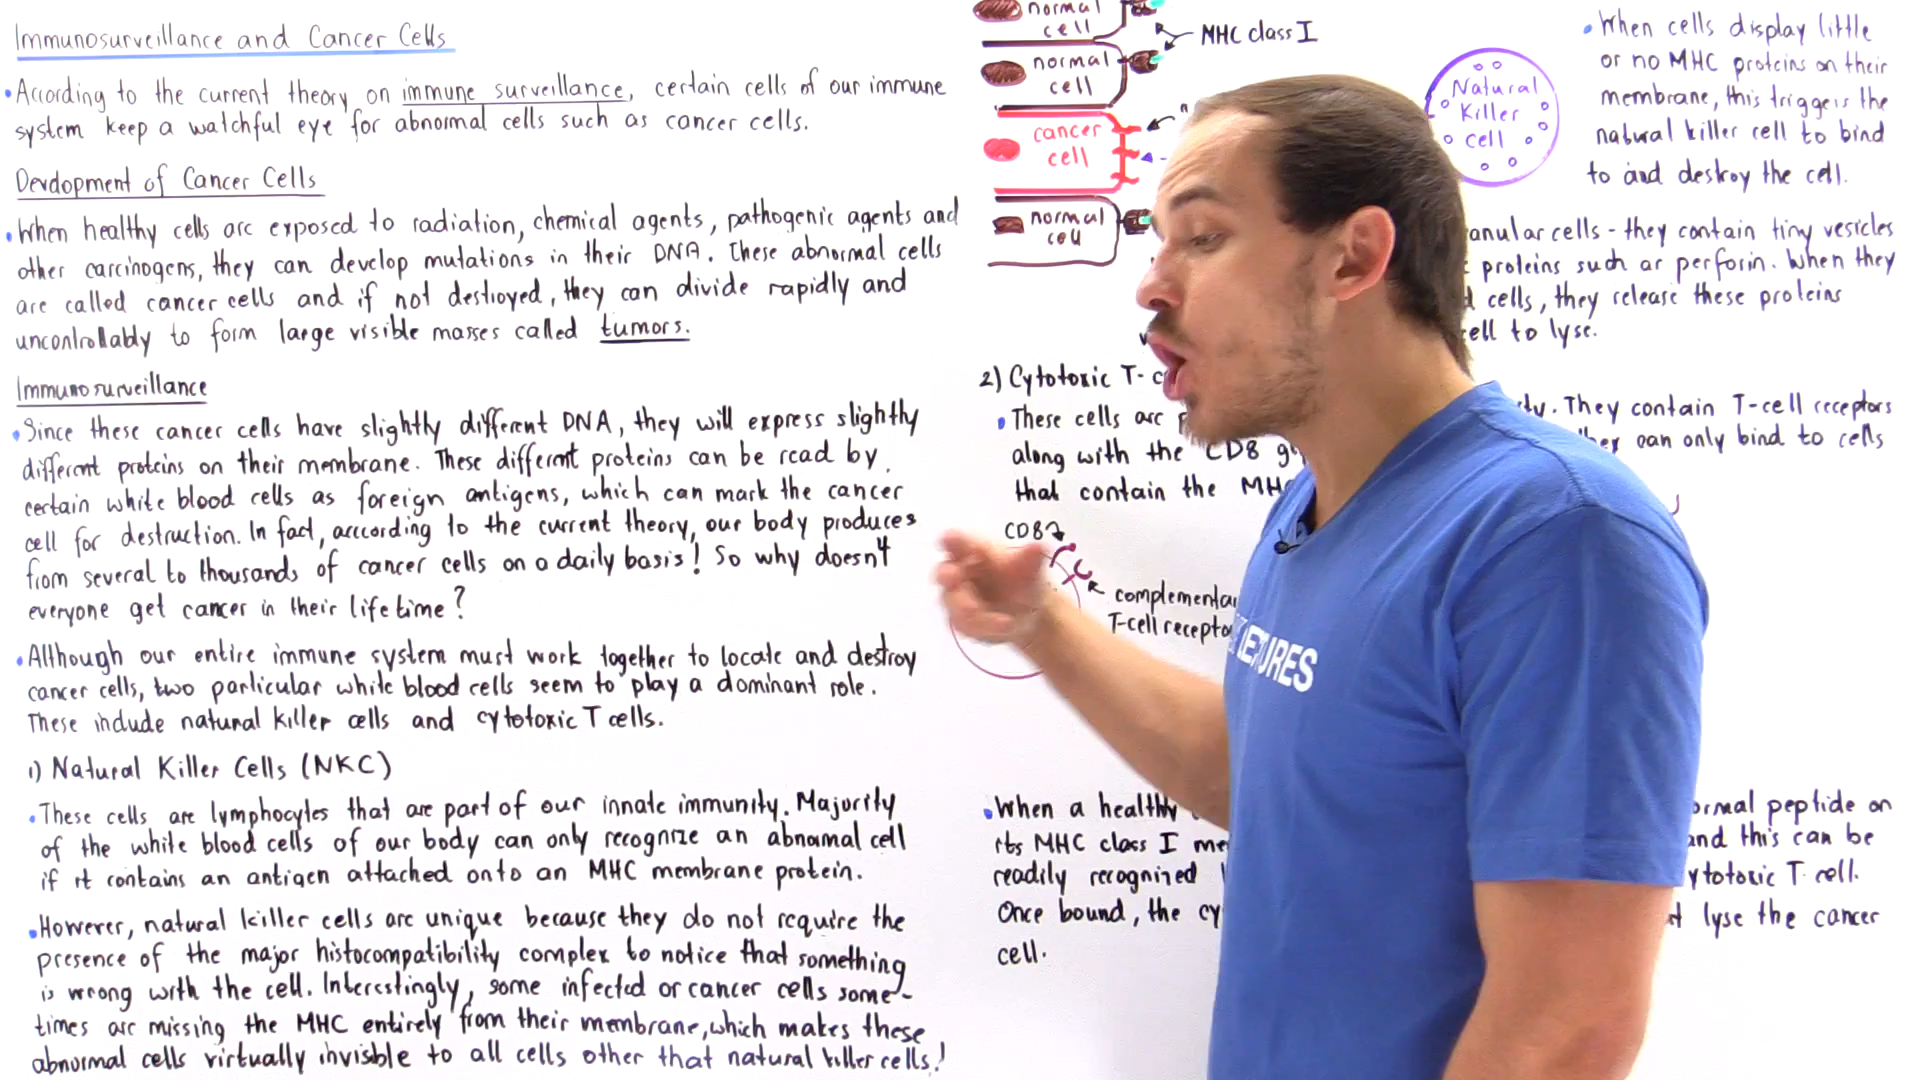 Immunosurveillance and Cancer Cells
• According to the current theory on immune surveillance, certain cells of our immune
system keep a watchful eye for abnormal cells such as cancer cells.
Development of Cancer Cells
• When healthy cells are exposed to radiation, chemical agents, pathogenic agents and
other carcinogens, they can develop mutations in their DNA. These abnormal cells
are called cancer cells and if not destroyed, they can divide rapidly and
uncontrollably to form large visible masses called tumors.
Immunosurveillance
• Since these cancer cells have slightly different DNA, they will express slightly
different proteins on their membrane. These different proteins can be read by
certain white blood cells as foreign antigens, which can mark the cancer
cell for destruction. In fact, acccording to the current theory, our body produces
from several to thousands of cancer cells on a daily basis! So why doesn't
everyone get cancer in their lifetime?
• Although our entire immune system must work together to locate and destroy
cancer cells, two particular white blood cells seem to play a dominant role.
These include natural killer cells and cytotoxic T cells.
1) Natural Killer Cells (NKC)
• These cells are lymphocytes that are part of our innate immunity. Majority
of the white blood cells of our body can only recognize an abnormal cell
if it contains an antigen attached onto an MHC membrane protein.
• However, natural killer cells are unique because they do not require the
presence of the major histocompatibility complex to notice that something
is wrong with the cell. Interestingly, some infected or cancer cells some-
times are missing the MHC entirely from their membrane, which makes these
abnormal cells virtually invisible to all cells other that natural killer cells!
normal
cell
MHC class I
normal
cell
cancer
cell
normal
cell
Natural
Killer
cell
• When cells display little
or no MHC proteins on their
membrane, this triggers the
natural killer cell to bind
to and destroy the cell.
cells - they contain tiny vesicles
proteins such as perforin. When they
cells, they release these proteins
to lyse.
2) Cytotoxic T-
• These cells are
They contain T-cell receptors
along with the CD8
can only bind to cells
that contain the
CD8
T-cell
• When a healthy
peptide on
its MHC class I
and this can be
readily recognized
T cell.
Once bound, the
lyse the cancer
cell.